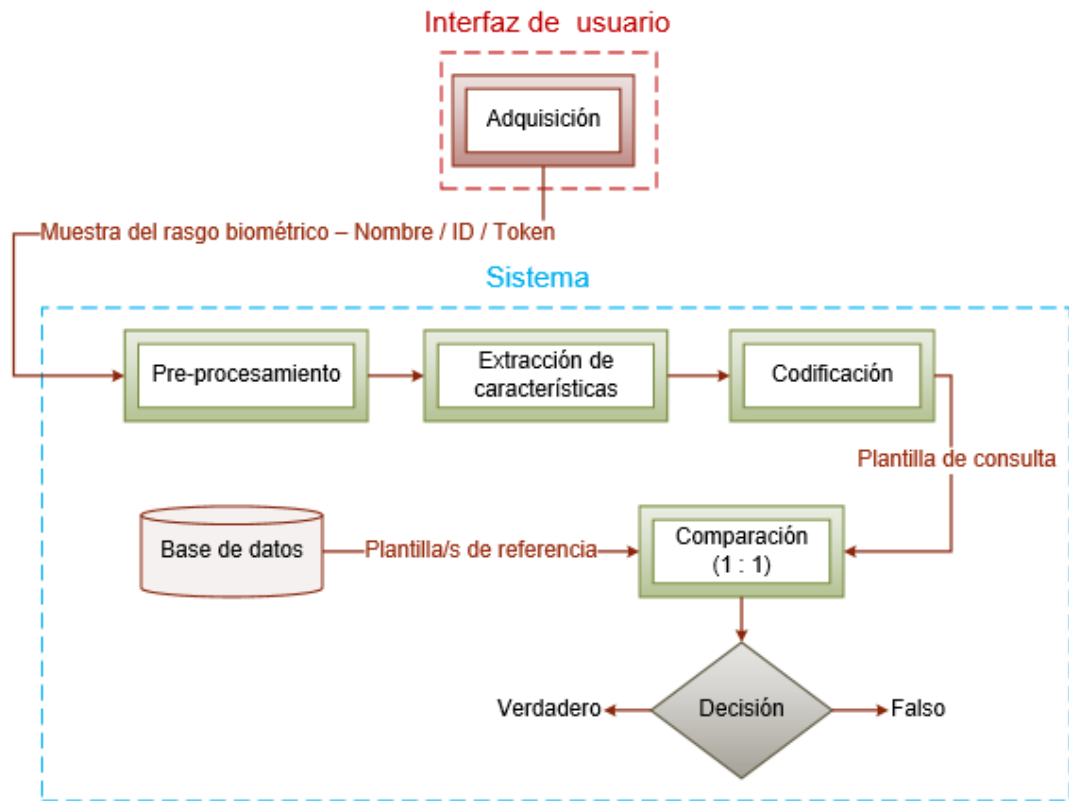 Interfaz de usuario
Adquisición
Muestra del rasgo biométrico – Nombre / ID / Token
Sistema
Pre-procesamiento
Extracción de
características
Codificación
Plantilla de consulta
Base de datos
Plantilla/s de referencia
Comparación
(1 : 1)
Verdadero
Decisión
Falso